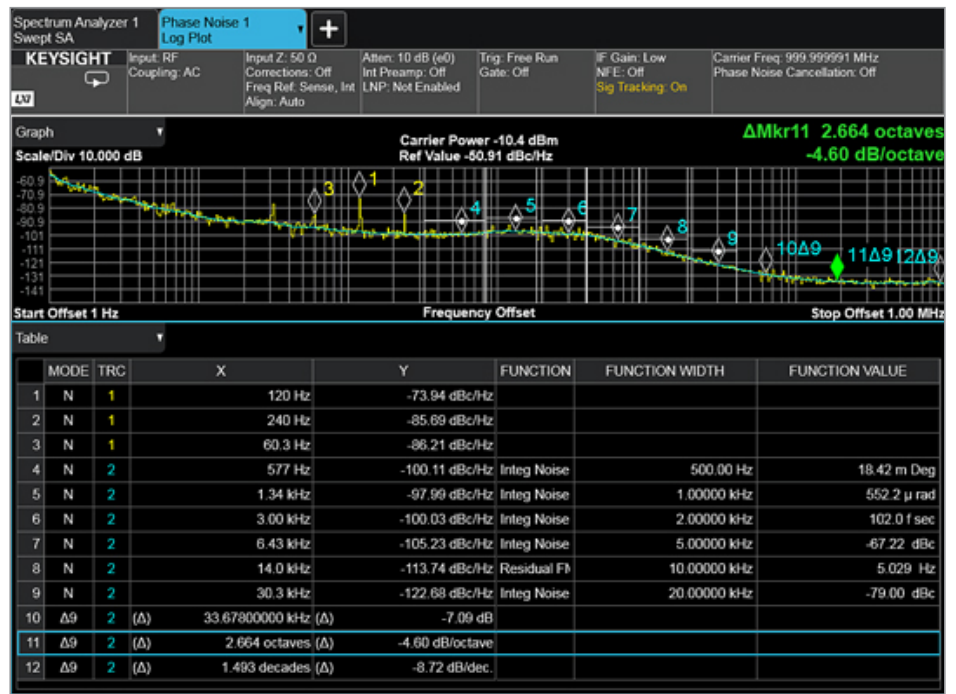 Spectrum Analyzer 1
Swept SA
Phase Noise 1
Log Plot
+
KEYSIGHT
LXI
Input: RF
Coupling: AC
Input Z: 50 Ω
Corrections: Off
Freq Ref: Sense, Int
Align: Auto
Atten: 10 dB (e0)
Int Preamp: Off
LNP: Not Enabled
Trig: Free Run
Gate: Off
IF Gain: Low
NFE: Off
Sig Tracking: On
Carrier Freq: 999.999991 MHz
Phase Noise Cancellation: Off
Graph
Scale/Div 10.000 dB
Carrier Power -10.4 dBm
Ref Value -50.91 dBc/Hz
ΔMkr11 2.664 octaves
-4.60 dB/octave
-60.9
-70.9
-80.9
-90.9
-101
-111
-121
-131
-141
3
1
2
4
5
6
7
8
9
10Δ9
11Δ9
12Δ9
Start Offset 1 Hz
Frequency Offset
Stop Offset 1.00 MHz
Table
MODE TRC X Y FUNCTION FUNCTION WIDTH FUNCTION VALUE
1 N 1 120 Hz -73.94 dBc/Hz
2 N 1 240 Hz -85.69 dBc/Hz
3 N 1 60.3 Hz -86.21 dBc/Hz
4 N 2 577 Hz -100.11 dBc/Hz Integ Noise 500.00 Hz 18.42 m Deg
5 N 2 1.34 kHz -97.99 dBc/Hz Integ Noise 1.00000 kHz 552.2 µ rad
6 N 2 3.00 kHz -100.03 dBc/Hz Integ Noise 2.00000 kHz 102.0 f sec
7 N 2 6.43 kHz -105.23 dBc/Hz Integ Noise 5.00000 kHz -67.22 dBc
8 N 2 14.0 kHz -113.74 dBc/Hz Residual FM 10.00000 kHz 5.029 Hz
9 N 2 30.3 kHz -122.68 dBc/Hz Integ Noise 20.00000 kHz -79.00 dBc
10 Δ9 2 (Δ) 33.67800000 kHz (Δ) -7.09 dB
11 Δ9 2 (Δ) 2.664 octaves (Δ) -4.60 dB/octave
12 Δ9 2 (Δ) 1.493 decades (Δ) -8.72 dB/dec.